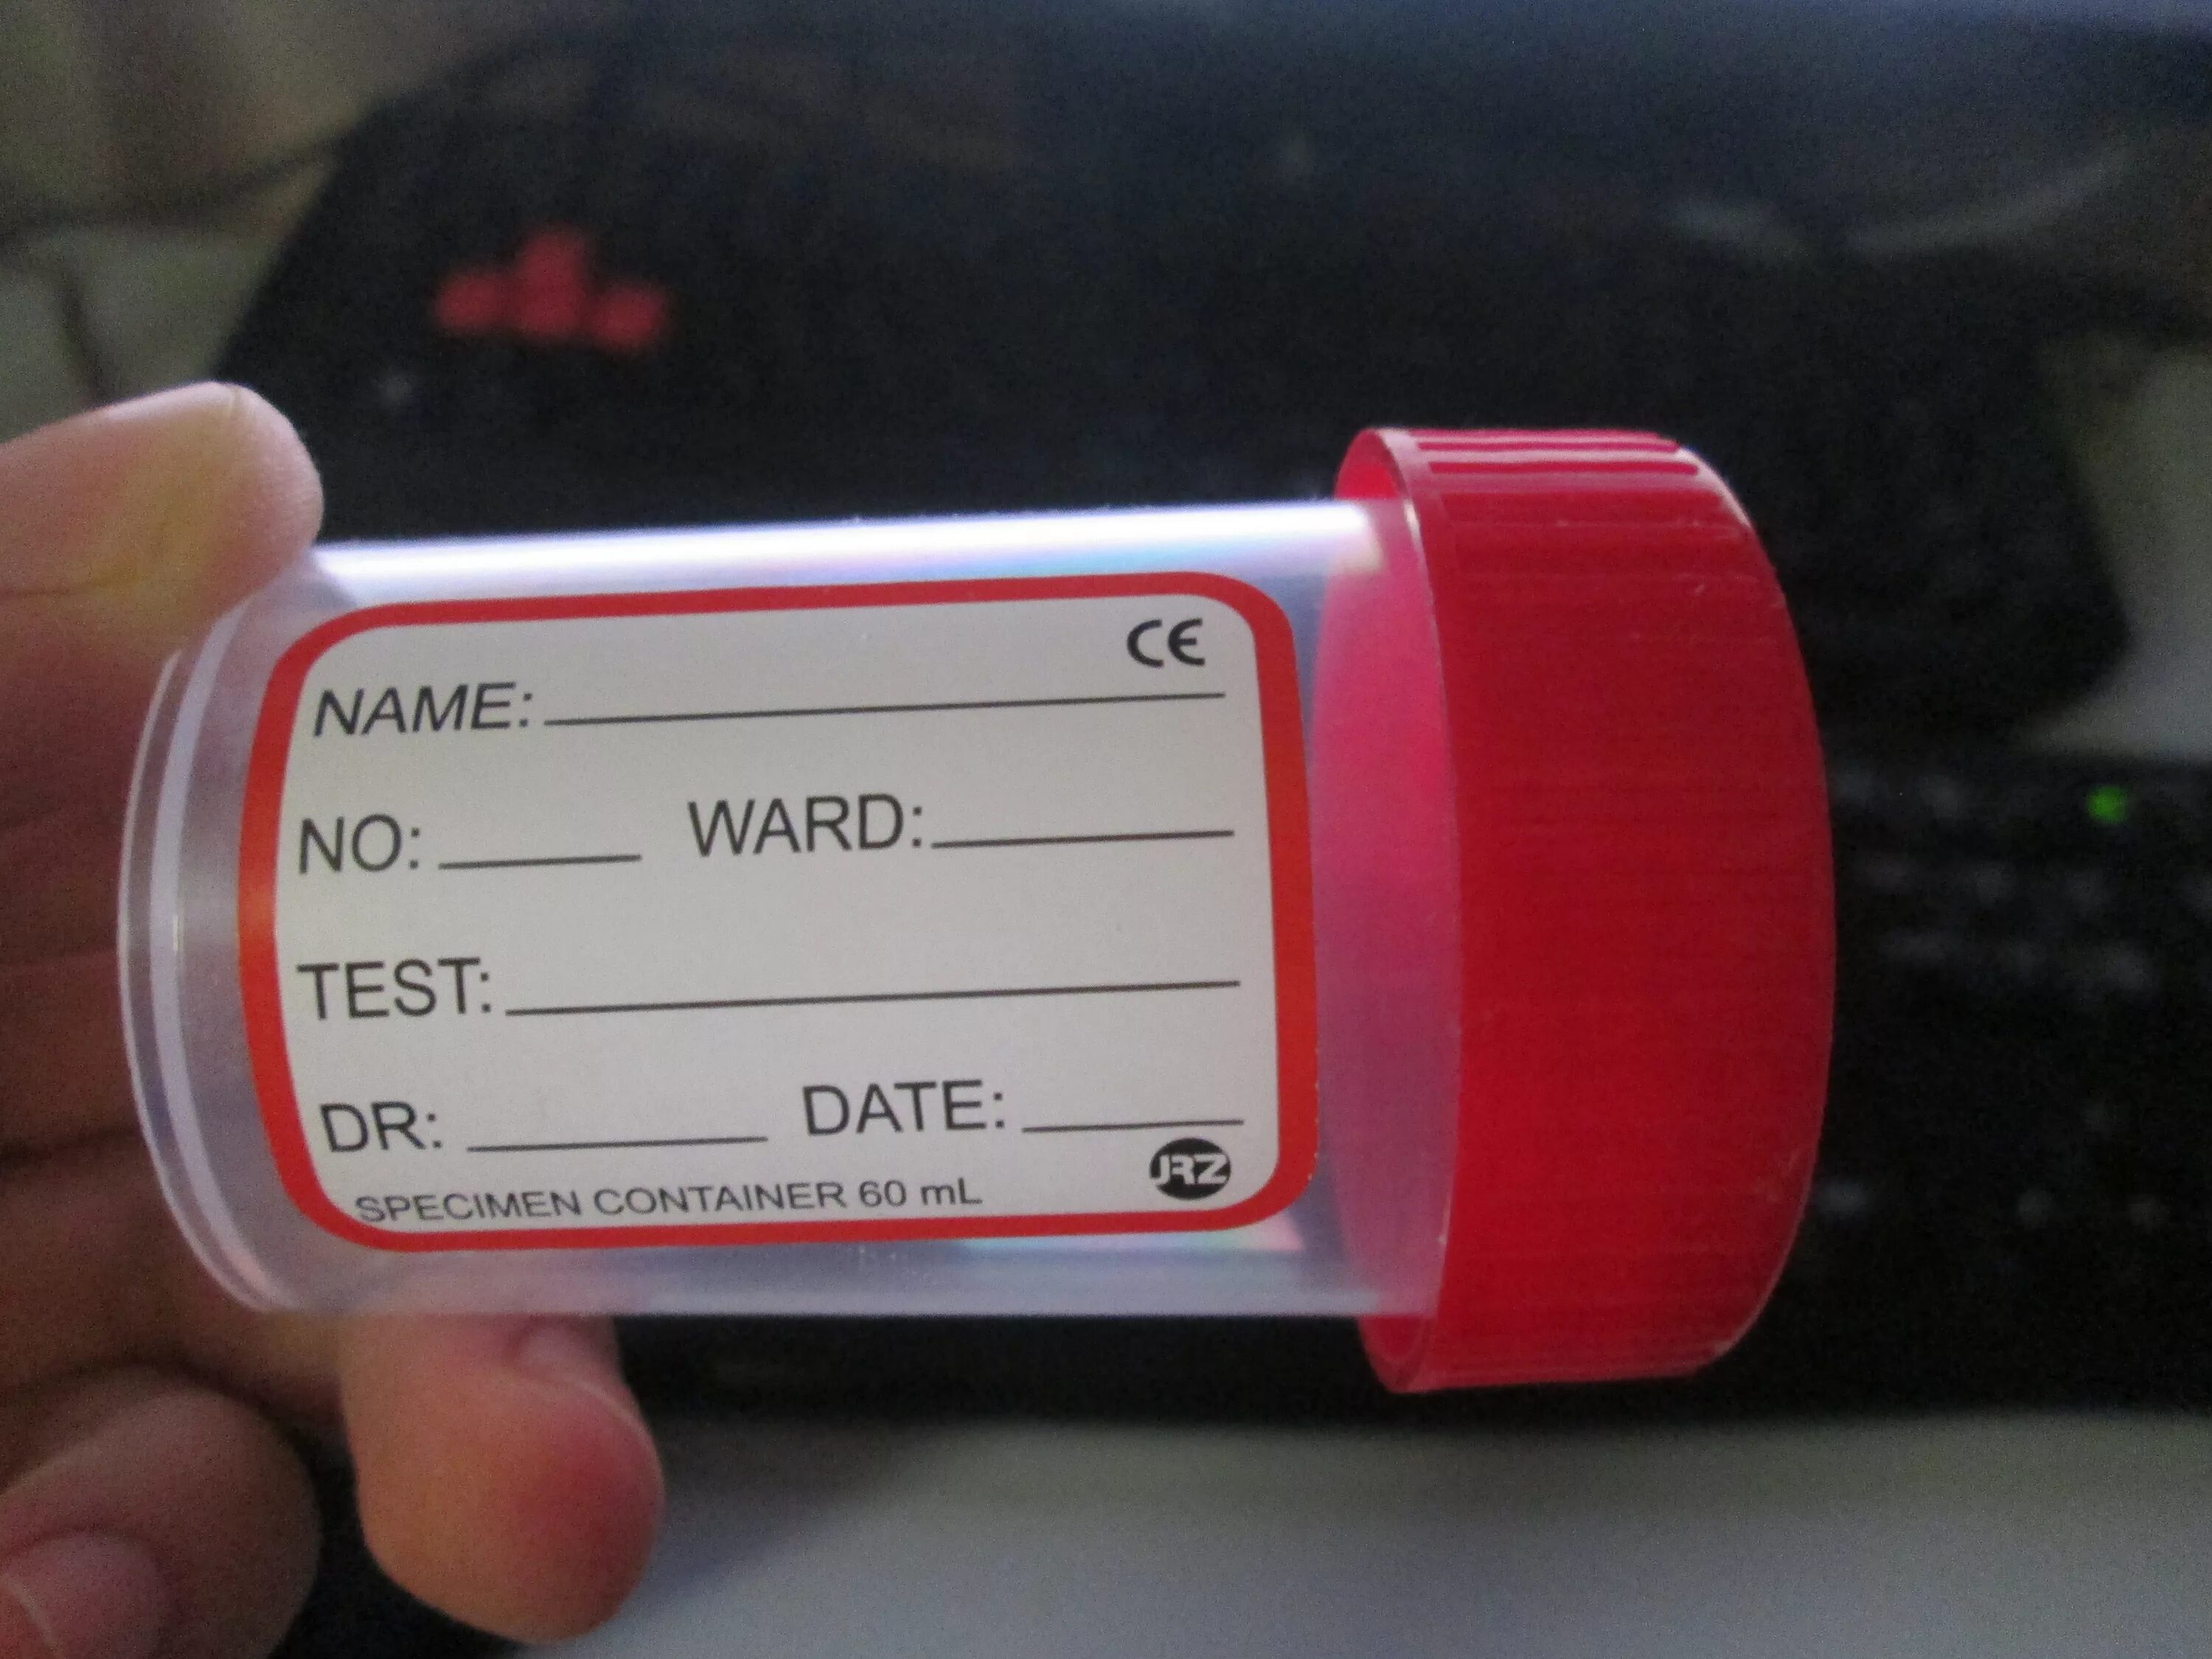 CE
NAME:
NO: WARD:
TEST:
DR: DATE:
JRZ
SPECIMEN CONTAINER 60 mL